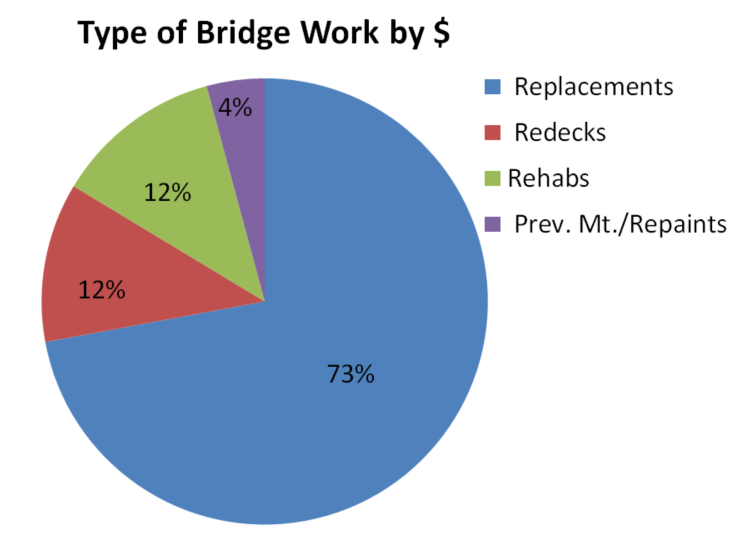 Type of Bridge Work by $
Replacements
Redecks
Rehabs
Prev. Mt./Repaints
4%
12%
12%
73%